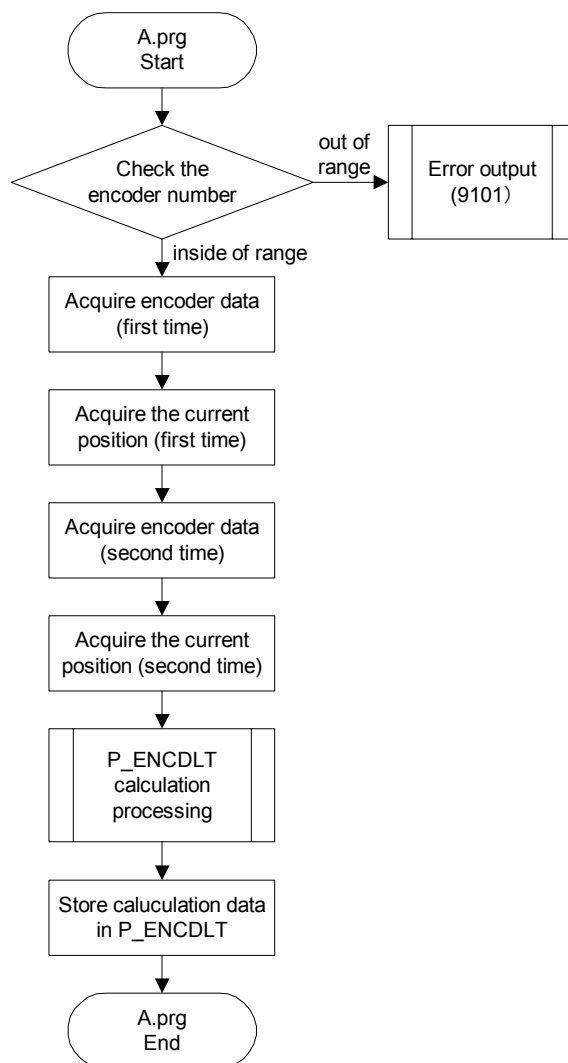 A.prg
Start
Check the
encoder number
out of
range
Error output
(9101）
inside of range
Acquire encoder data
(first time)
Acquire the current
position (first time)
Acquire encoder data
(second time)
Acquire the current
position (second time)
P_ENCDLT
calculation
processing
Store caluculation data
in P_ENCDLT
A.prg
End